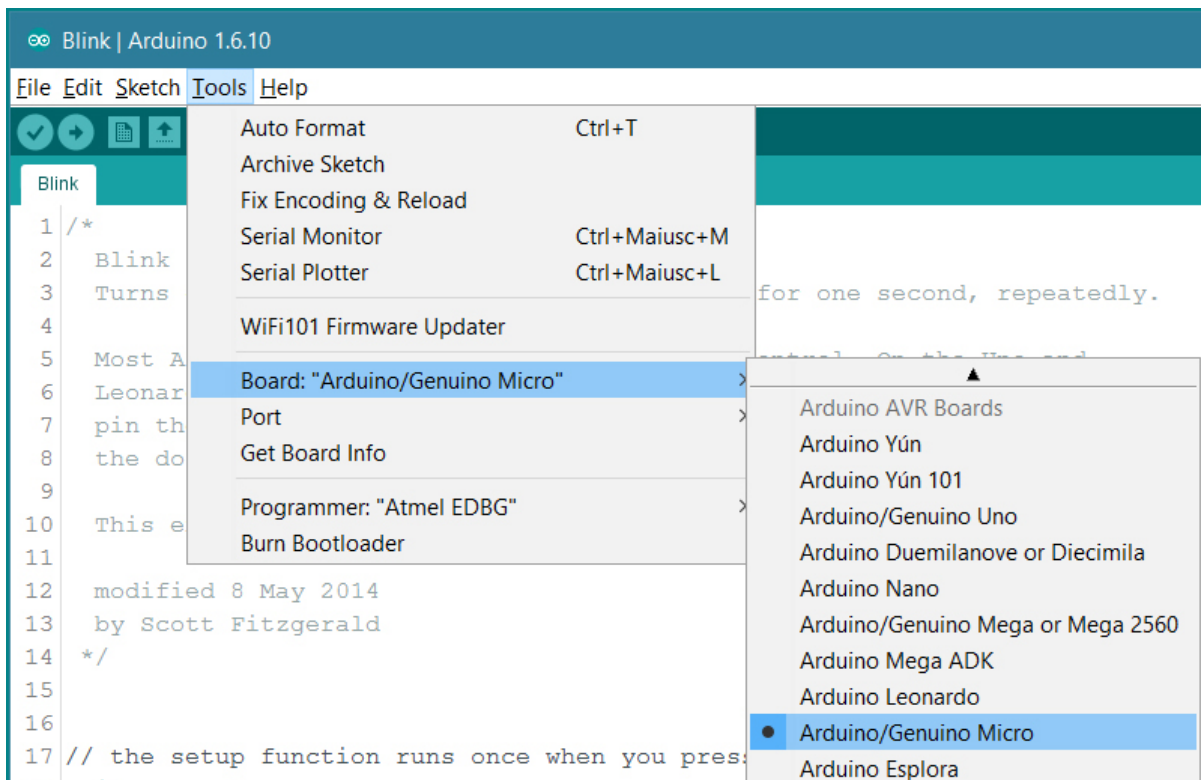 Blink | Arduino 1.6.10
File Edit Sketch Tools Help
Auto Format Ctrl+T
Archive Sketch
Fix Encoding & Reload
Serial Monitor Ctrl+Maiusc+M
Serial Plotter Ctrl+Maiusc+L
WiFi101 Firmware Updater
Board: "Arduino/Genuino Micro"
Port
Get Board Info
Programmer: "Atmel EDBG"
Burn Bootloader
Arduino AVR Boards
Arduino Yún
Arduino Yún 101
Arduino/Genuino Uno
Arduino Duemilanove or Diecimila
Arduino Nano
Arduino/Genuino Mega or Mega 2560
Arduino Mega ADK
Arduino Leonardo
Arduino/Genuino Micro
Arduino Esplora
Blink
1 /*
2 Blink
3 Turns for one second, repeatedly.
4
5 Most A
6 Leonar
7 pin th
8 the do
9
10 This e
11
12 modified 8 May 2014
13 by Scott Fitzgerald
14 */
15
16
17 // the setup function runs once when you press